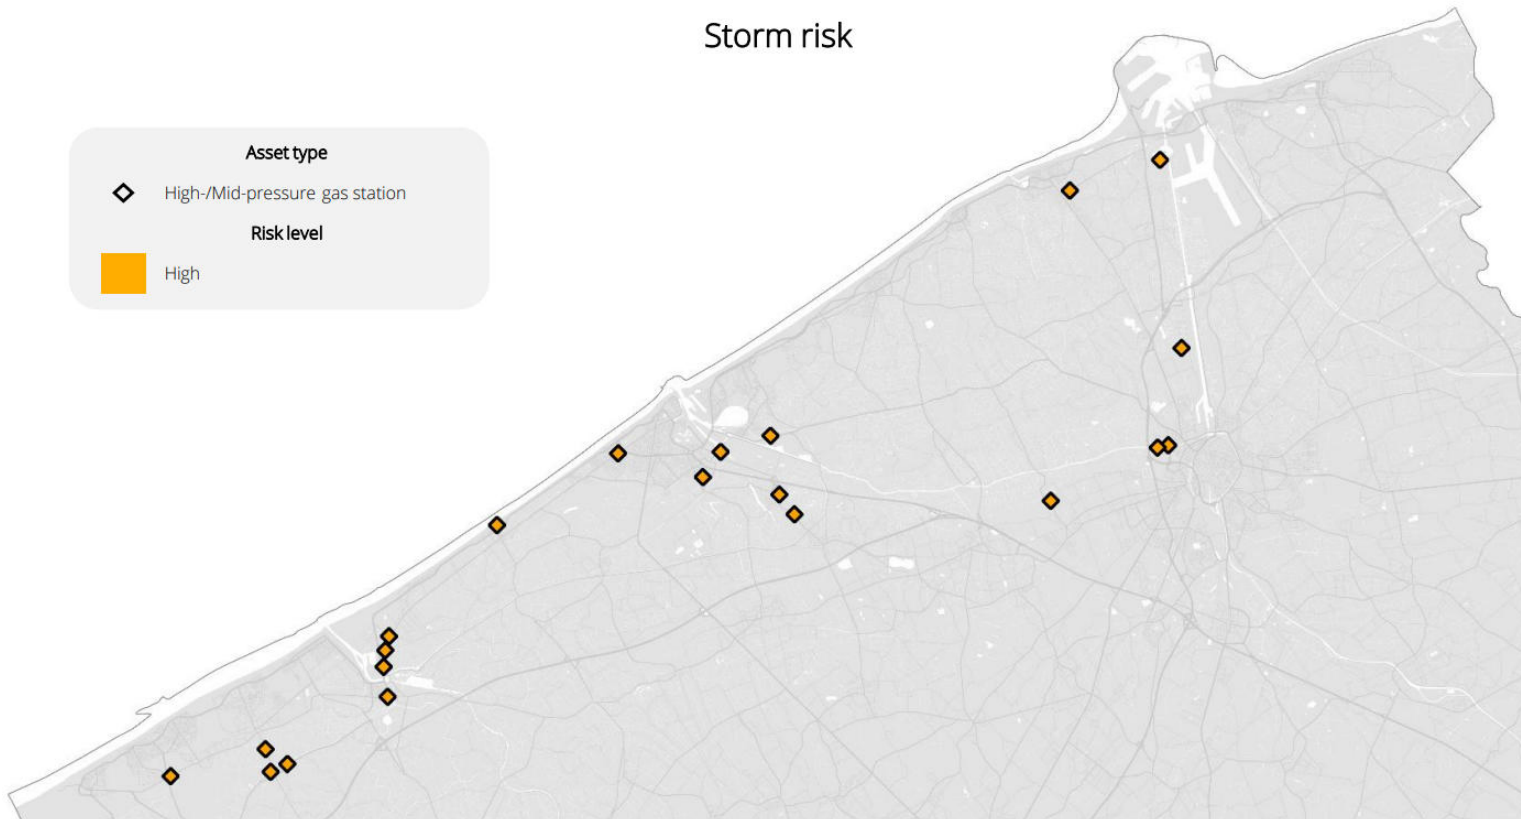 Storm risk
Asset type
High-/Mid-pressure gas station
Risk level
High